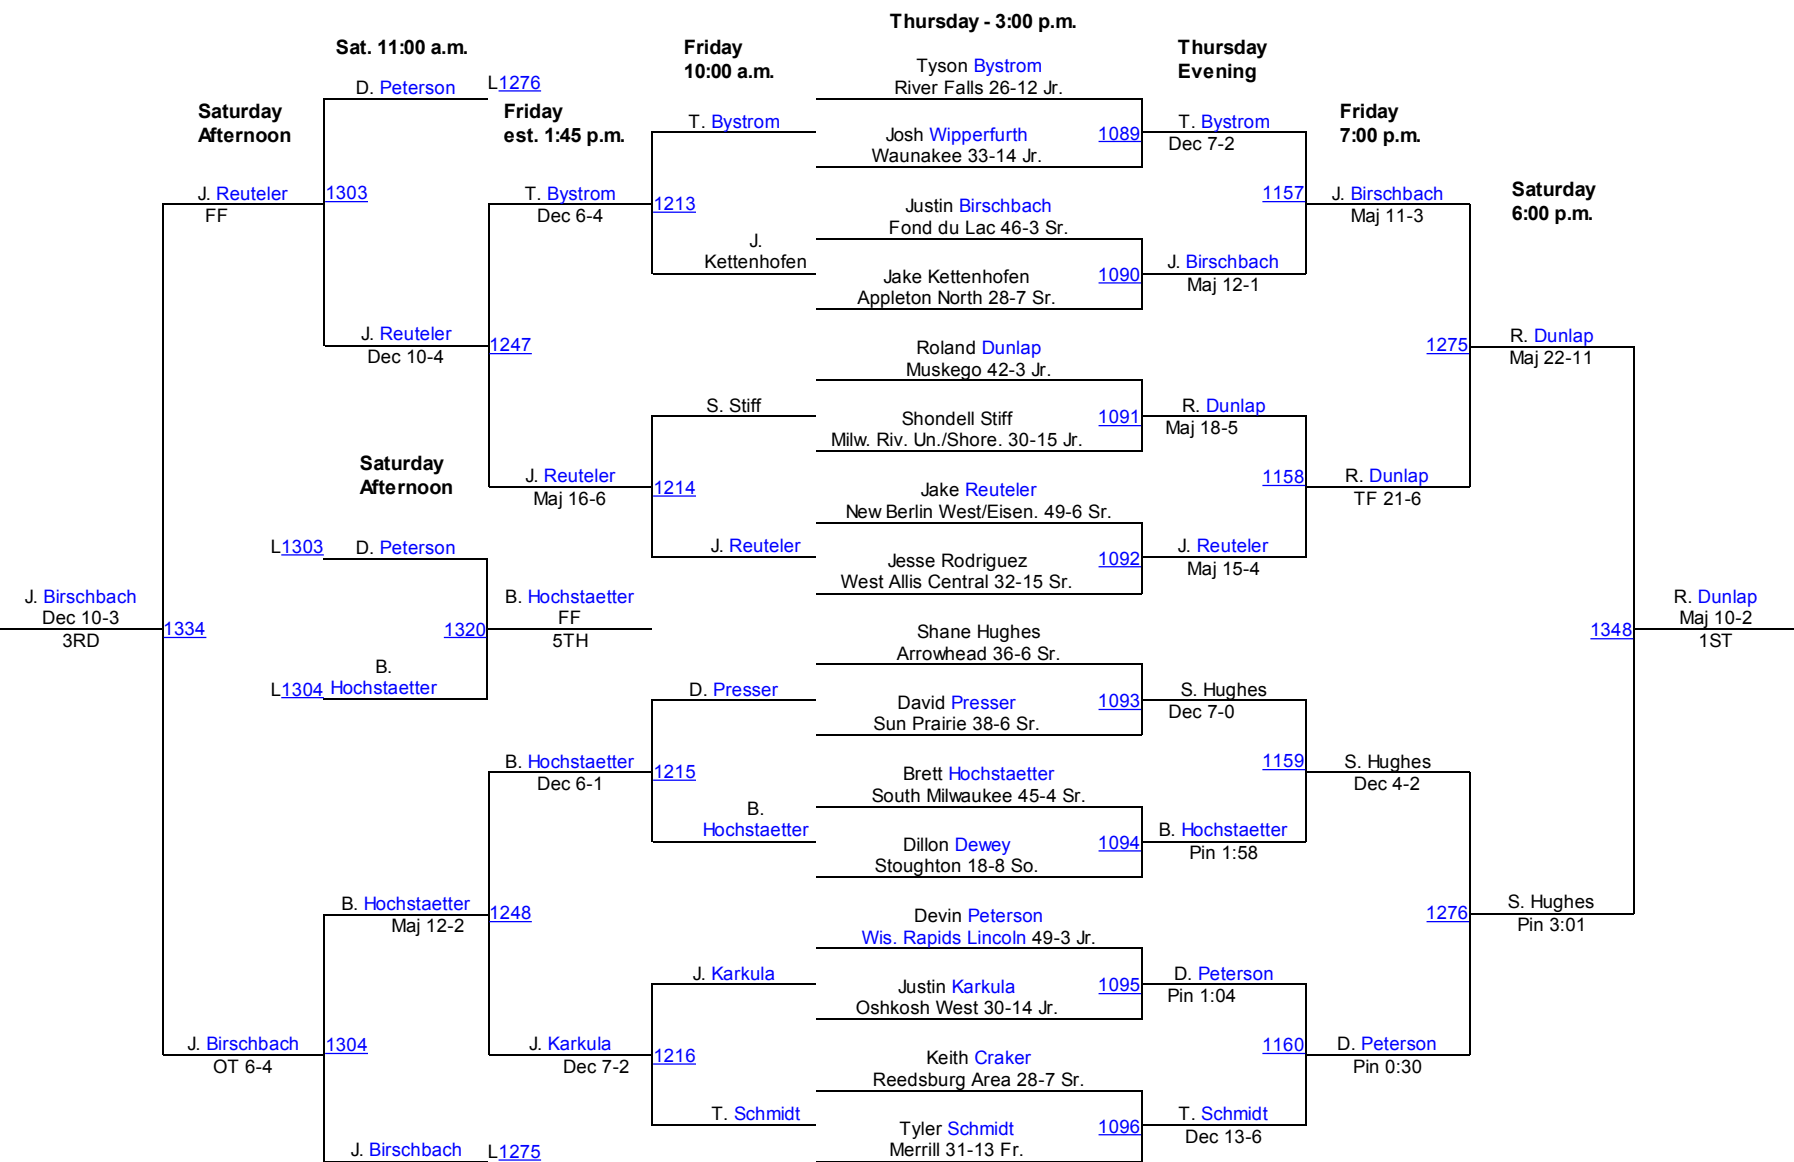 Thursday - 3:00 p.m.
Sat. 11:00 a.m.
Friday
10:00 a.m.
Thursday
Evening
Tyson Bystrom
River Falls 26-12 Jr.
D. Peterson
L1276
Saturday
Afternoon
Friday
est. 1:45 p.m.
T. Bystrom
Josh Wipperfurth
Waunakee 33-14 Jr.
1089
T. Bystrom
Dec 7-2
Friday
7:00 p.m.
J. Reuteler
FF
1303
T. Bystrom
Dec 6-4
1213
Justin Birschbach
Fond du Lac 46-3 Sr.
1157
J. Birschbach
Maj 11-3
Saturday
6:00 p.m.
J.
Kettenhofen
Jake Kettenhofen
Appleton North 28-7 Sr.
1090
J. Birschbach
Maj 12-1
J. Reuteler
Dec 10-4
1247
Roland Dunlap
Muskego 42-3 Jr.
1275
R. Dunlap
Maj 22-11
S. Stiff
Shondell Stiff
Milw. Riv. Un./Shore. 30-15 Jr.
1091
R. Dunlap
Maj 18-5
Saturday
Afternoon
J. Reuteler
Maj 16-6
1214
Jake Reuteler
New Berlin West/Eisen. 49-6 Sr.
1158
R. Dunlap
TF 21-6
L1303
D. Peterson
J. Reuteler
Jesse Rodriguez
West Allis Central 32-15 Sr.
1092
J. Reuteler
Maj 15-4
J. Birschbach
Dec 10-3
3RD
1334
1320
B. Hochstaetter
FF
5TH
Shane Hughes
Arrowhead 36-6 Sr.
1348
R. Dunlap
Maj 10-2
1ST
L1304
B.
Hochstaetter
D. Presser
David Presser
Sun Prairie 38-6 Sr.
1093
S. Hughes
Dec 7-0
B. Hochstaetter
Dec 6-1
1215
Brett Hochstaetter
South Milwaukee 45-4 Sr.
1159
S. Hughes
Dec 4-2
B.
Hochstaetter
Dillon Dewey
Stoughton 18-8 So.
1094
B. Hochstaetter
Pin 1:58
B. Hochstaetter
Maj 12-2
1248
Devin Peterson
Wis. Rapids Lincoln 49-3 Jr.
1276
S. Hughes
Pin 3:01
J. Karkula
Justin Karkula
Oshkosh West 30-14 Jr.
1095
D. Peterson
Pin 1:04
J. Birschbach
OT 6-4
1304
J. Karkula
Dec 7-2
1216
Keith Craker
Reedsburg Area 28-7 Sr.
1160
D. Peterson
Pin 0:30
T. Schmidt
Tyler Schmidt
Merrill 31-13 Fr.
1096
T. Schmidt
Dec 13-6
J. Birschbach
L1275